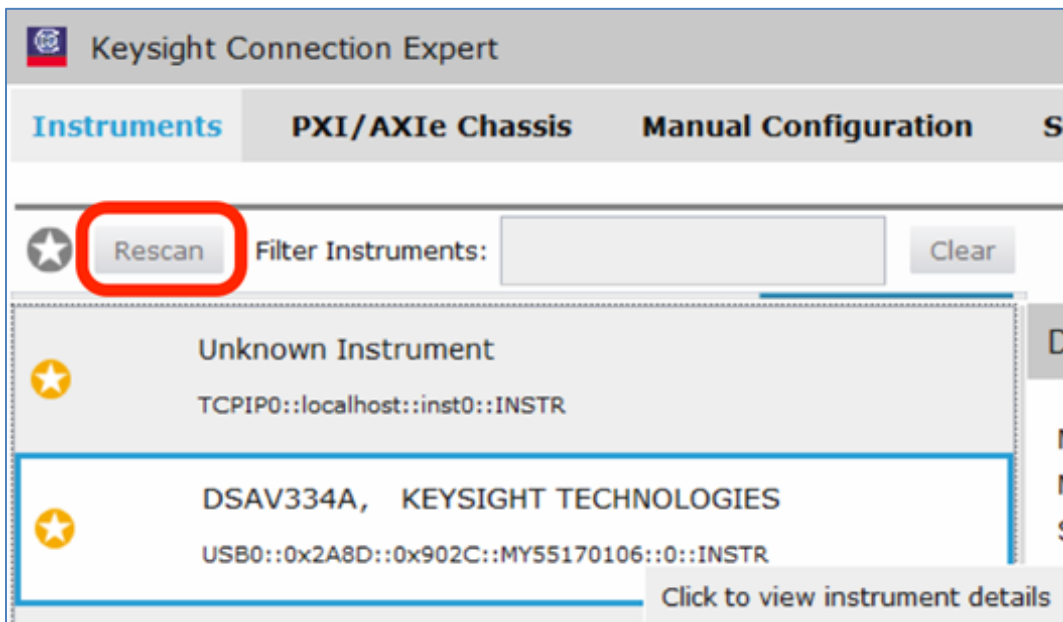 Keysight Connection Expert
Instruments PXI/AXIe Chassis Manual Configuration S
Rescan Filter Instruments: Clear
Unknown Instrument
D
TCPIP0::localhost::inst0::INSTR
DSAV334A, KEYSIGHT TECHNOLOGIES
USB0::0x2A8D::0x902C::MY55170106::0::INSTR
Click to view instrument details